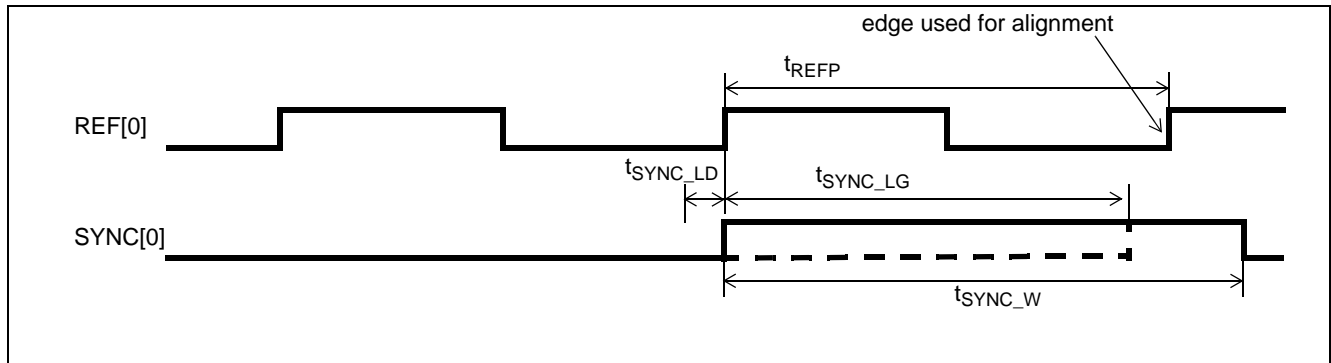 edge used for alignment
tREFP
REF[0]
tSYNC_LD
tSYNC_LG
SYNC[0]
tSYNC_W